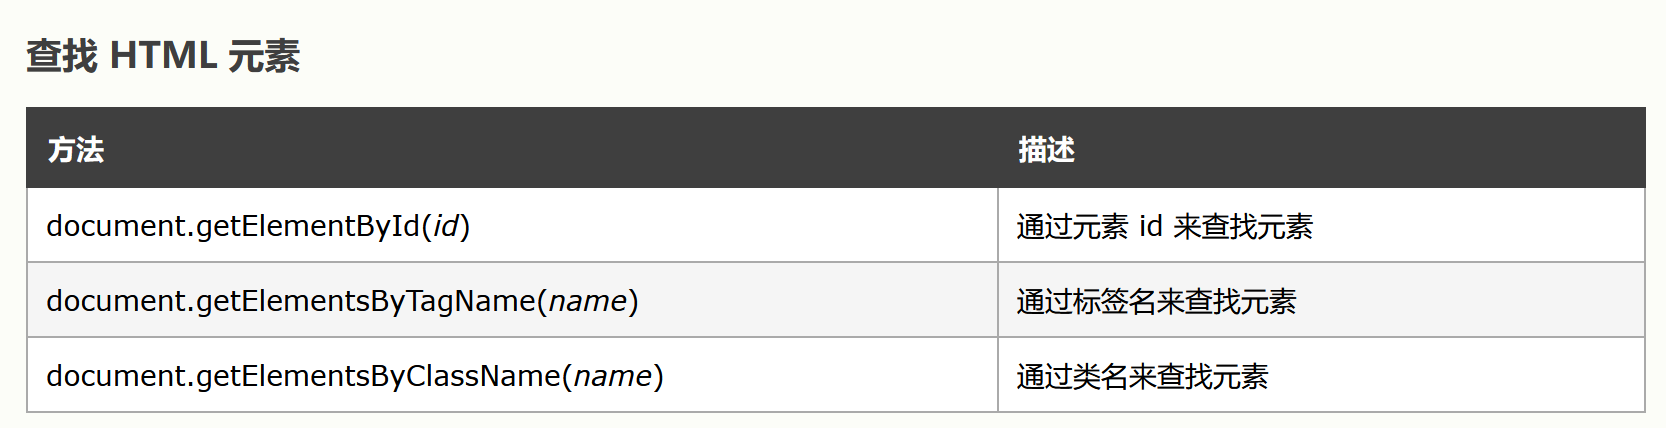 查找 HTML 元素
方法 描述
document.getElementById(id) 通过元素 id 来查找元素
document.getElementsByTagName(name) 通过标签名来查找元素
document.getElementsByClassName(name) 通过类名来查找元素